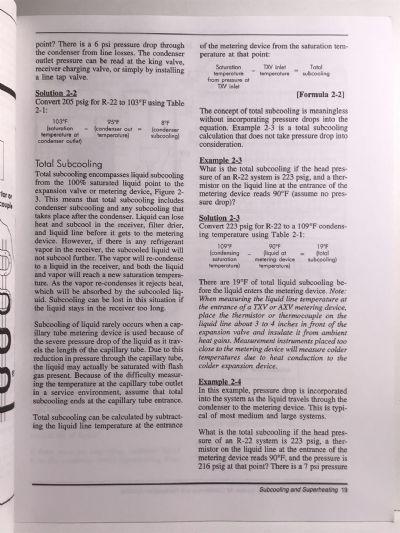 point? There is a 6 psi pressure drop through
the condenser from line losses. The condenser
outlet pressure can be read at the king valve,
receiver charging valve, or simply by installing
a line tap valve.
Solution 2-2
Convert 205 psig for R-22 to 103°F using Table
2-1:
103°F – 95°F = 8°F
(saturation (condenser out (condenser
temperature at temperature) subcooling)
condenser outlet)
Total Subcooling
Total subcooling encompasses liquid subcooling
from the 100% saturated liquid point to the
expansion valve or metering device, Figure 2-
3. This means that total subcooling includes
condenser subcooling and any subcooling that
takes place after the condenser. Liquid can lose
heat and subcool in the receiver, filter drier,
and liquid line before it gets to the metering
device. However, if there is any refrigerant
vapor in the receiver, the subcooled liquid will
not subcool further. The vapor will re-condense
to a liquid in the receiver, and both the liquid
and vapor will reach a new saturation tempera-
ture. As the vapor re-condenses it rejects heat,
which will be absorbed by the subcooled liq-
uid. Subcooling can be lost in this situation if
the liquid stays in the receiver too long.
Subcooling of liquid rarely occurs when a cap-
illary tube metering device is used because of
the severe pressure drop of the liquid as it trav-
els the length of the capillary tube. Due to this
reduction in pressure through the capillary tube,
the liquid may actually be saturated with flash
gas present. Because of the difficulty measur-
ing the temperature at the capillary tube outlet
in a service environment, assume that total
subcooling ends at the capillary tube entrance.
Total subcooling can be calculated by subtract-
ing the liquid line temperature at the entrance
of the metering device from the saturation tem-
perature at that point:
Saturation – TXV inlet = Total
temperature temperature subcooling
from pressure at
TXV inlet
[Formula 2-2]
The concept of total subcooling is meaningless
without incorporating pressure drops into the
equation. Example 2-3 is a total subcooling
calculation that does not take pressure drop into
consideration.
Example 2-3
What is the total subcooling if the head pres-
sure of an R-22 system is 223 psig, and a ther-
mistor on the liquid line at the entrance of the
metering device reads 90°F (assume no pres-
sure drop)?
Solution 2-3
Convert 223 psig for R-22 to a 109°F condens-
ing temperature using Table 2-1:
109°F – 90°F = 19°F
(condensing (liquid at (total
saturation metering device subcooling)
temperature) temperature)
There are 19°F of total liquid subcooling be-
fore the liquid enters the metering device. Note:
When measuring the liquid line temperature at
the entrance of a TXV or AXV metering device,
place the thermistor or thermocouple on the
liquid line about 3 to 4 inches in front of the
expansion valve and insulate it from ambient
heat gains. Measurement instruments placed too
close to the metering device will measure colder
temperatures due to heat conduction to the
colder expansion device.
Example 2-4
In this example, pressure drop is incorporated
into the system as the liquid travels through the
condenser to the metering device. This is typi-
cal of most medium and large systems.
What is the total subcooling if the head pres-
sure of an R-22 system is 223 psig, a ther-
mistor on the liquid line at the entrance of the
metering device reads 90°F, and the pressure is
216 psig at that point? There is a 7 psi pressure
Subcooling and Superheating 19